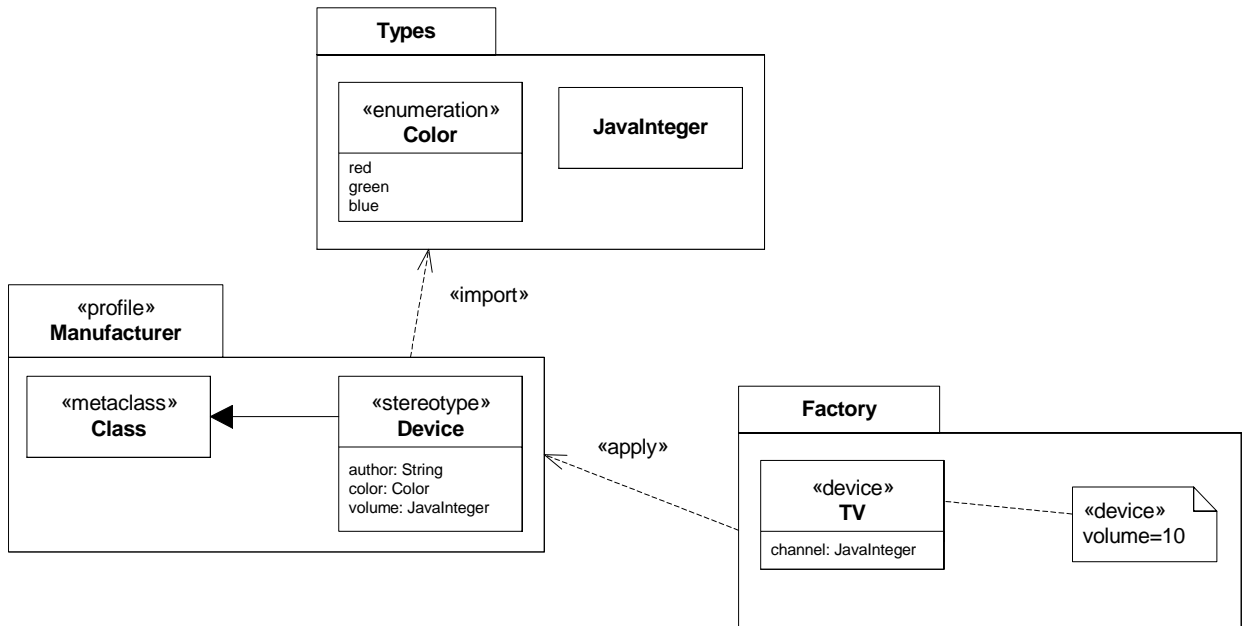 Types
«enumeration»
Color
red
green
blue
JavaInteger
«import»
«profile»
Manufacturer
«metaclass»
Class
«stereotype»
Device
author: String
color: Color
volume: JavaInteger
«apply»
Factory
«device»
TV
channel: JavaInteger
«device»
volume=10